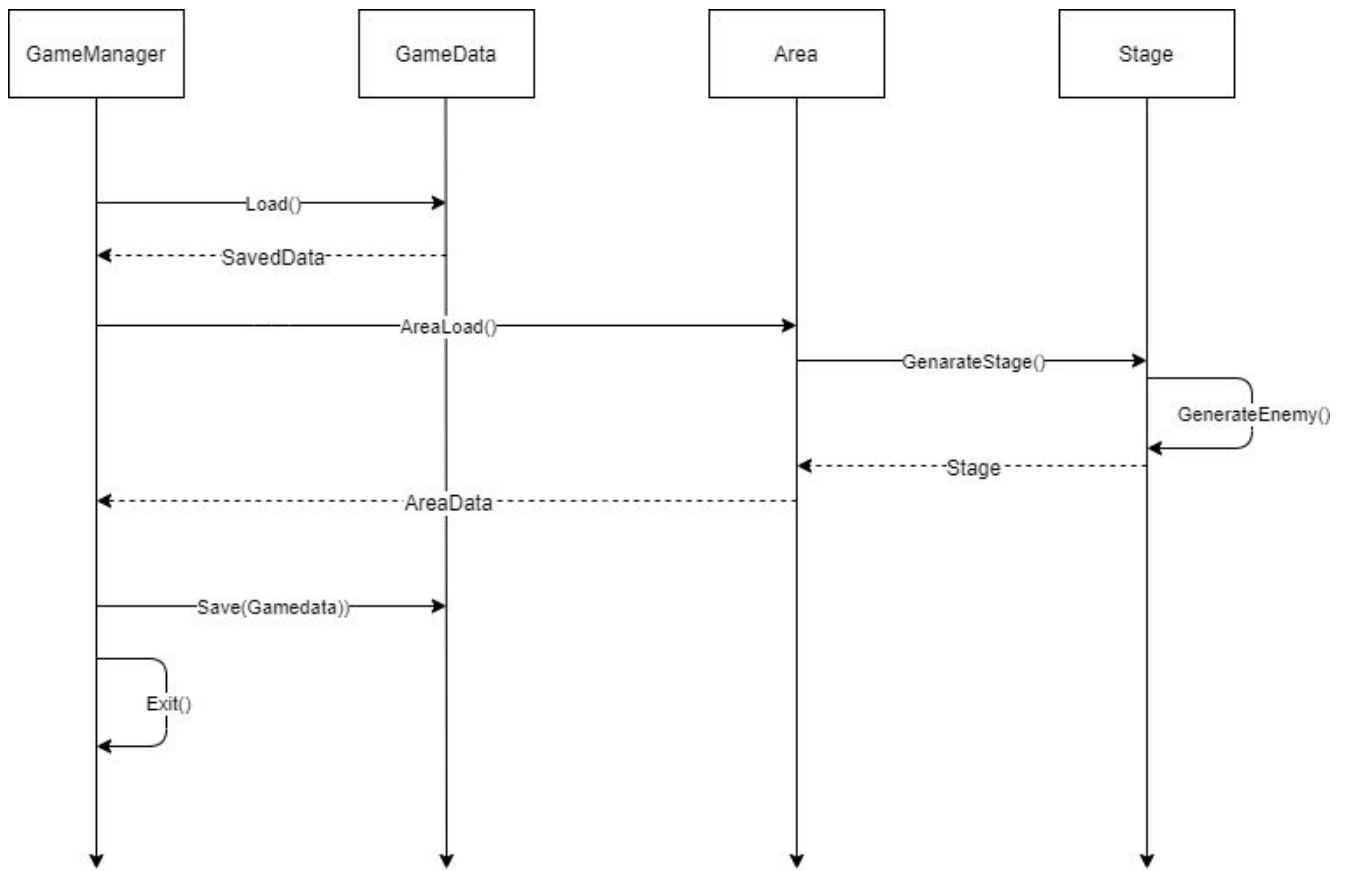 GameManager
GameData
Area
Stage
Load()
SavedData
AreaLoad()
GenarateStage()
GenerateEnemy()
Stage
AreaData
Save(Gamedata))
Exit()